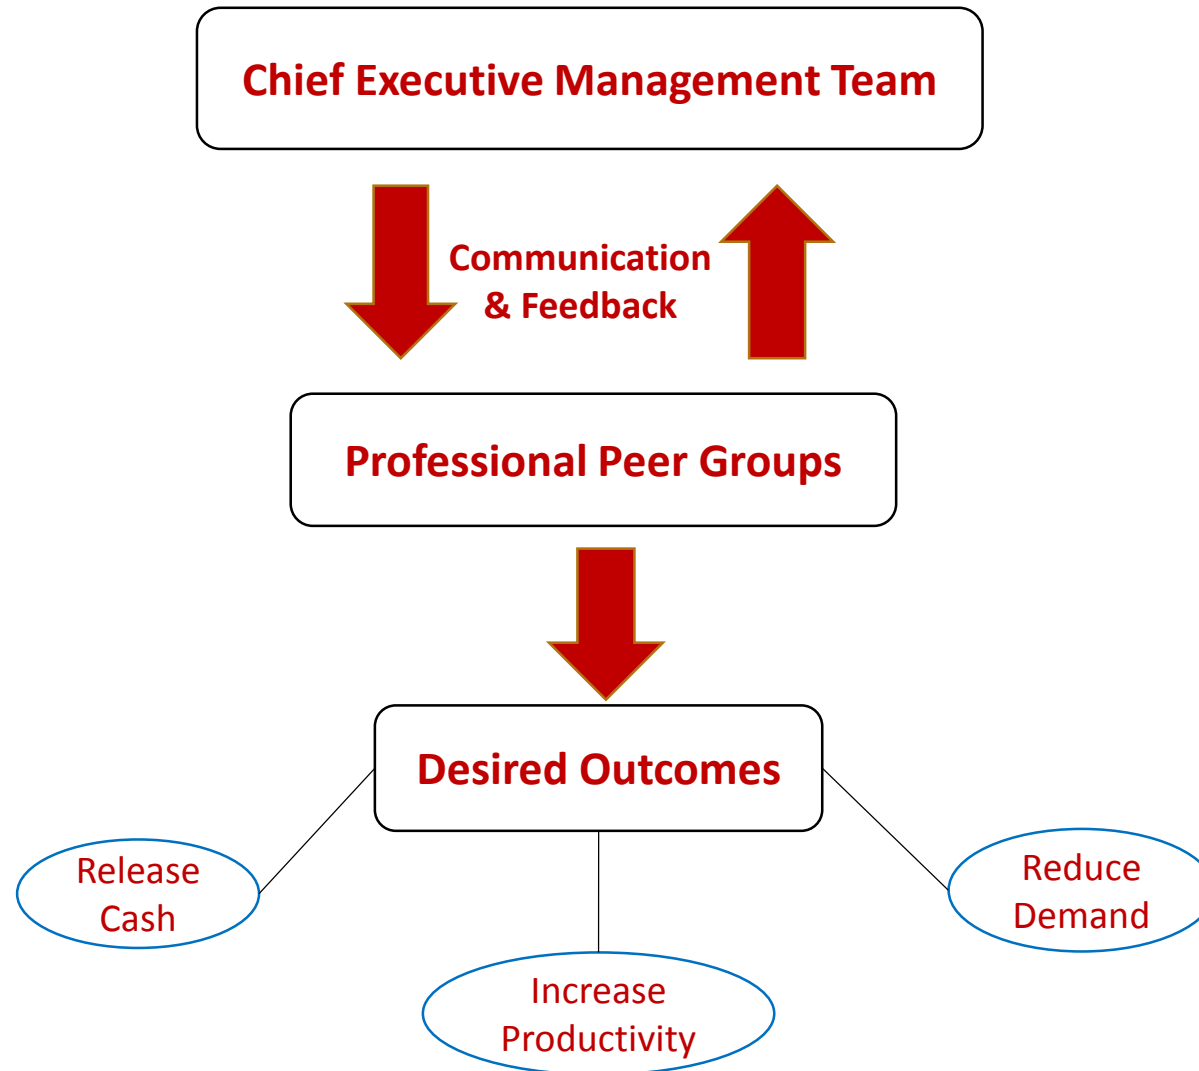 Chief Executive Management Team
Communication
& Feedback
Professional Peer Groups
Desired Outcomes
Release
Cash
Increase
Productivity
Reduce
Demand